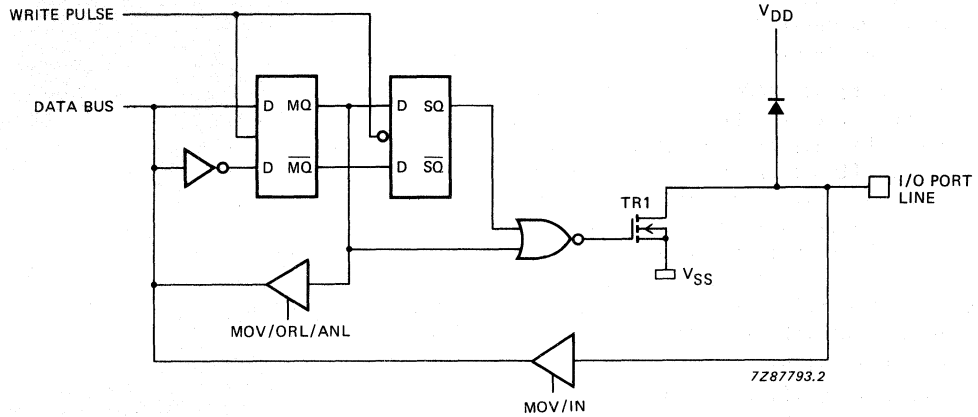 WRITE PULSE
V_DD
DATA BUS
D MQ
D SQ
D M̅Q̅
D S̅Q̅
I/O PORT
LINE
TR1
V_SS
MOV/ORL/ANL
7Z87793.2
MOV/IN